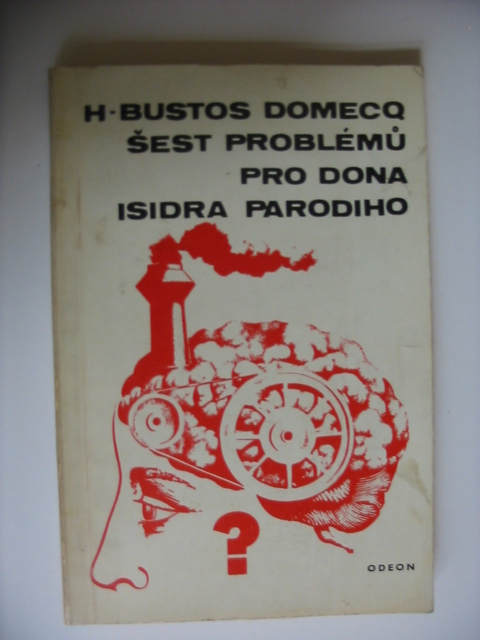 H·BUSTOS DOMECQ
ŠEST PROBLÉMŮ
PRO DONA
ISIDRA PARODIHO
?
ODEON